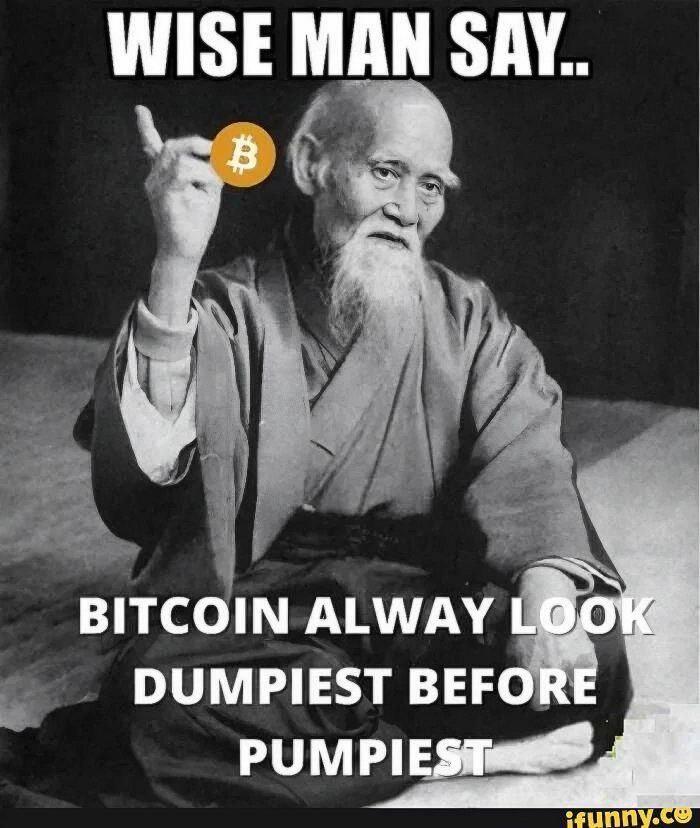 WISE MAN SAY..
BITCOIN ALWAY LOOK
DUMPIEST BEFORE
PUMPIEST
ifunny.co